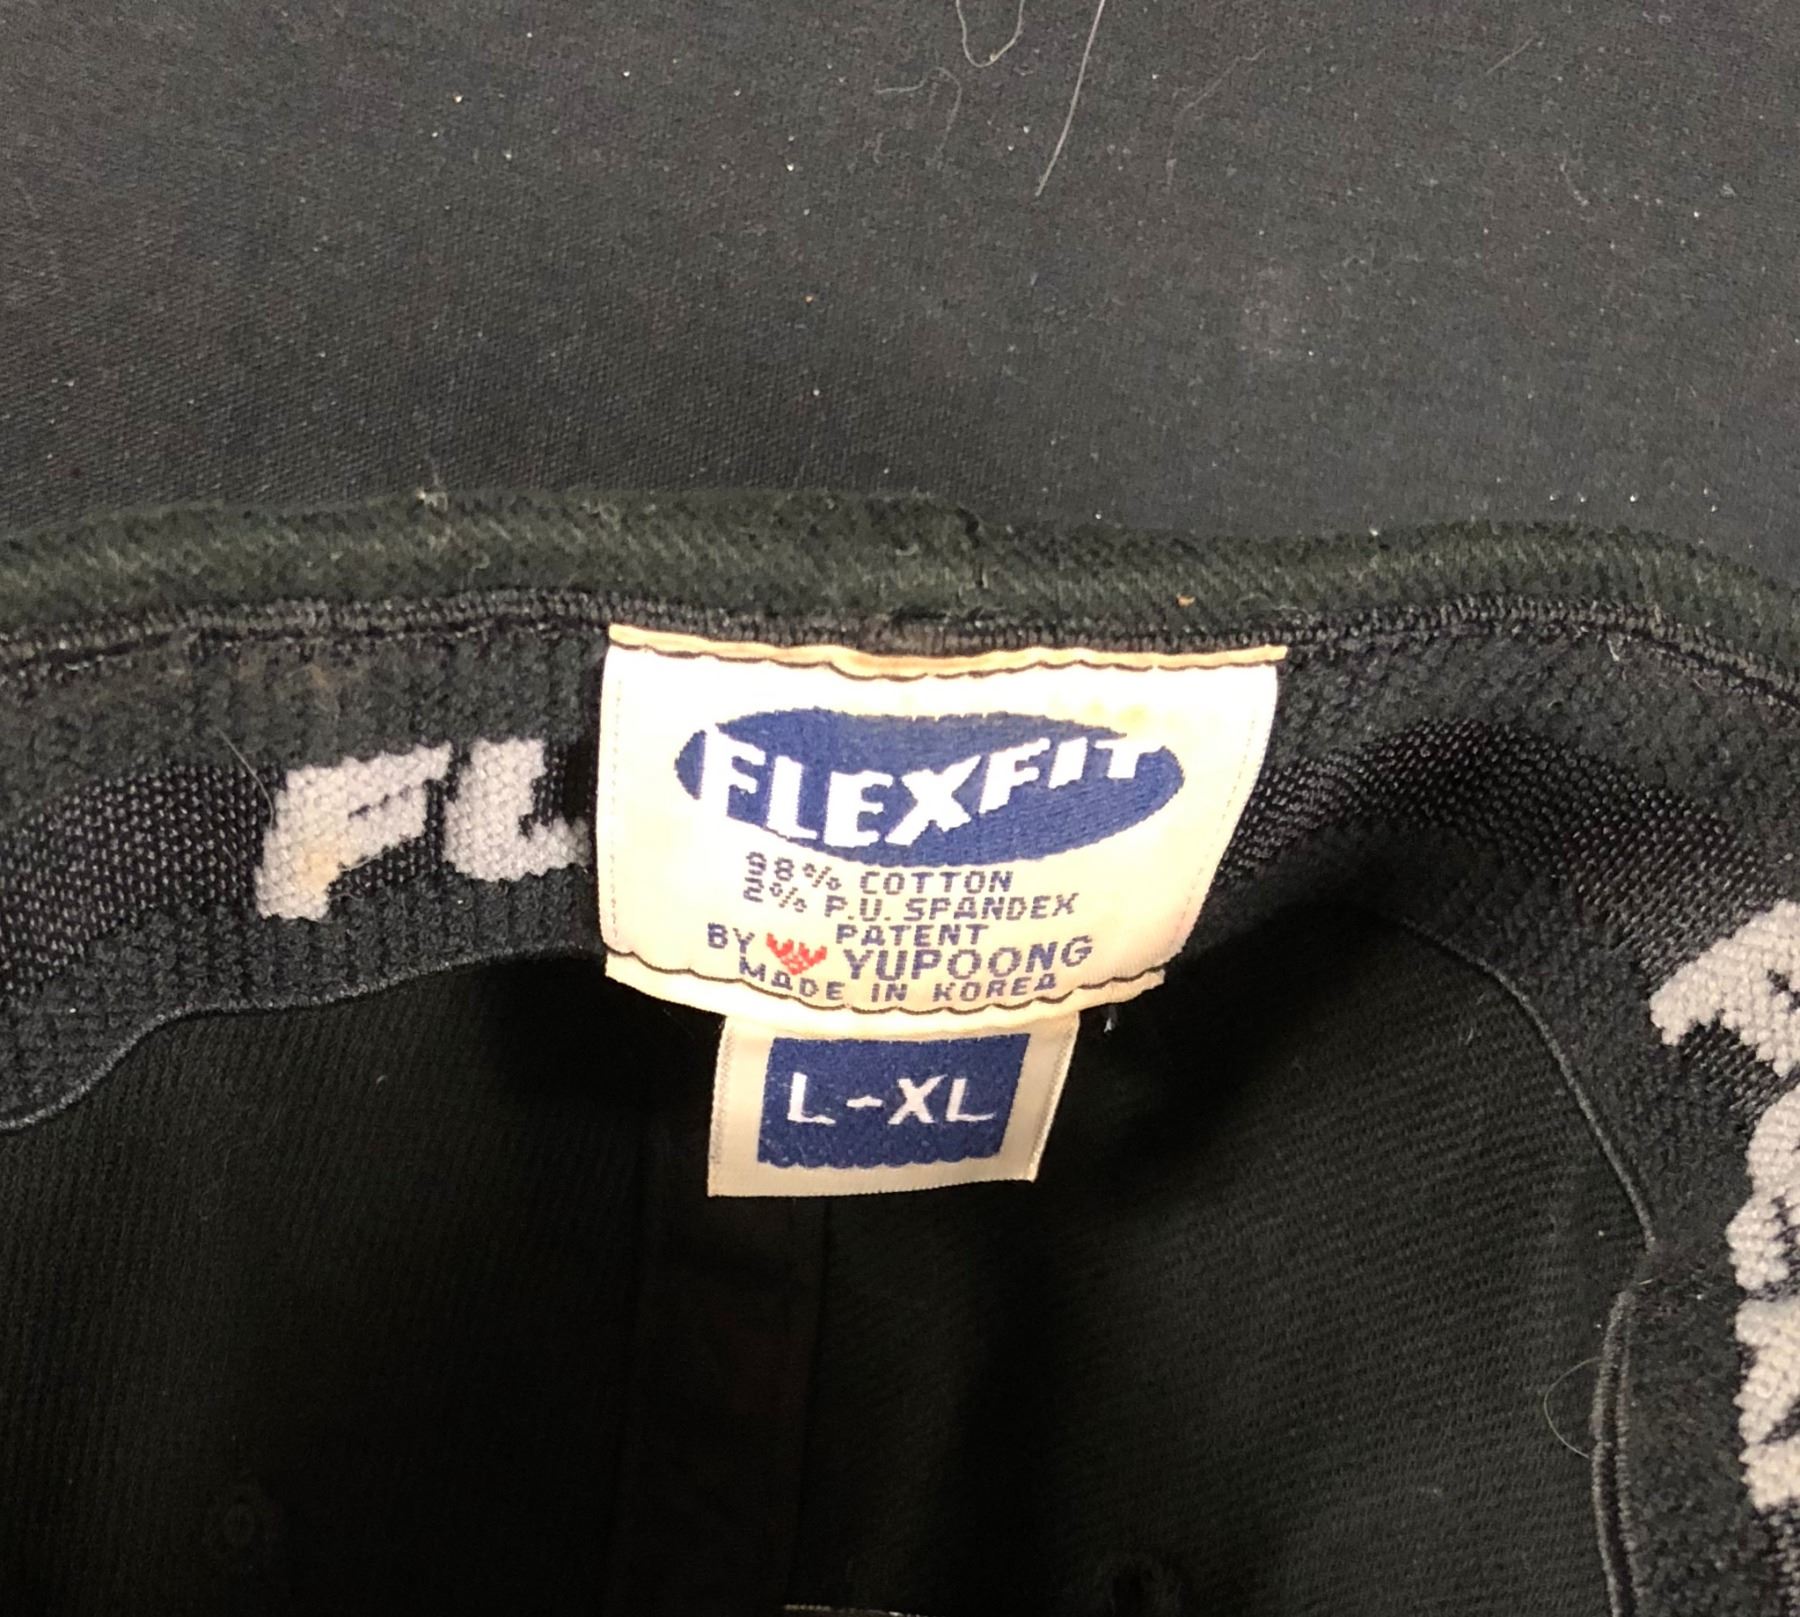 FLEXFIT
98% COTTON
2% P.U. SPANDEX
PATENT
BY YUPOONG
MADE IN KOREA
L-XL